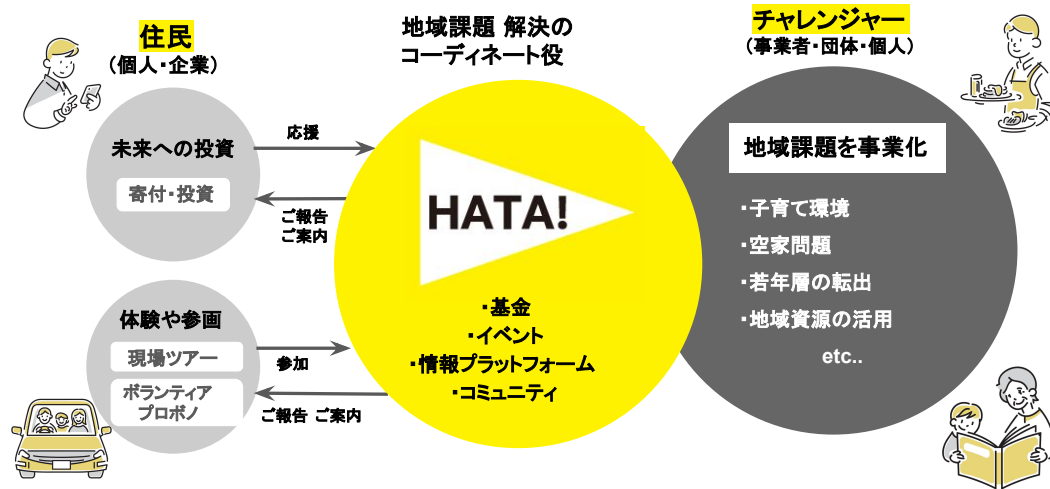 住民
（個人・企業）
未来への投資
寄付・投資
応援
ご報告
ご案内
体験や参画
現場ツアー
ボランティア
プロボノ
参加
ご報告 ご案内
地域課題 解決の
コーディネート役
HATA!
・基金
・イベント
・情報プラットフォーム
・コミュニティ
チャレンジャー
（事業者・団体・個人）
地域課題を事業化
・子育て環境
・空家問題
・若年層の転出
・地域資源の活用
etc..